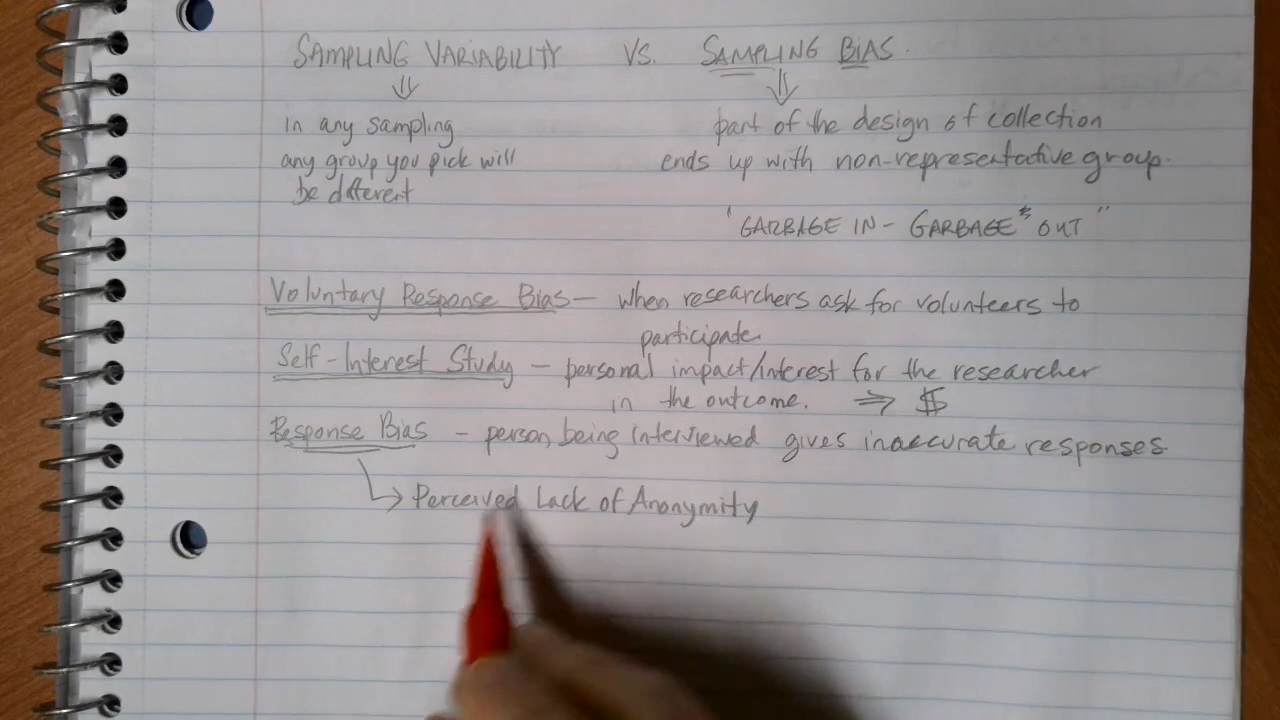 SAMPLING VARIABILITY VS. SAMPLING BIAS.
in any sampling
any group you pick will
be different
part of the design of collection
ends up with non-representative group.
"GARBAGE IN - GARBAGE* OUT"
Voluntary Response Bias - when researchers ask for volunteers to
participate.
Self-Interest Study - personal impact/interest for the researcher
in the outcome. ⇒ $
Response Bias - person being interviewed gives inaccurate responses
Perceived Lack of Anonymity